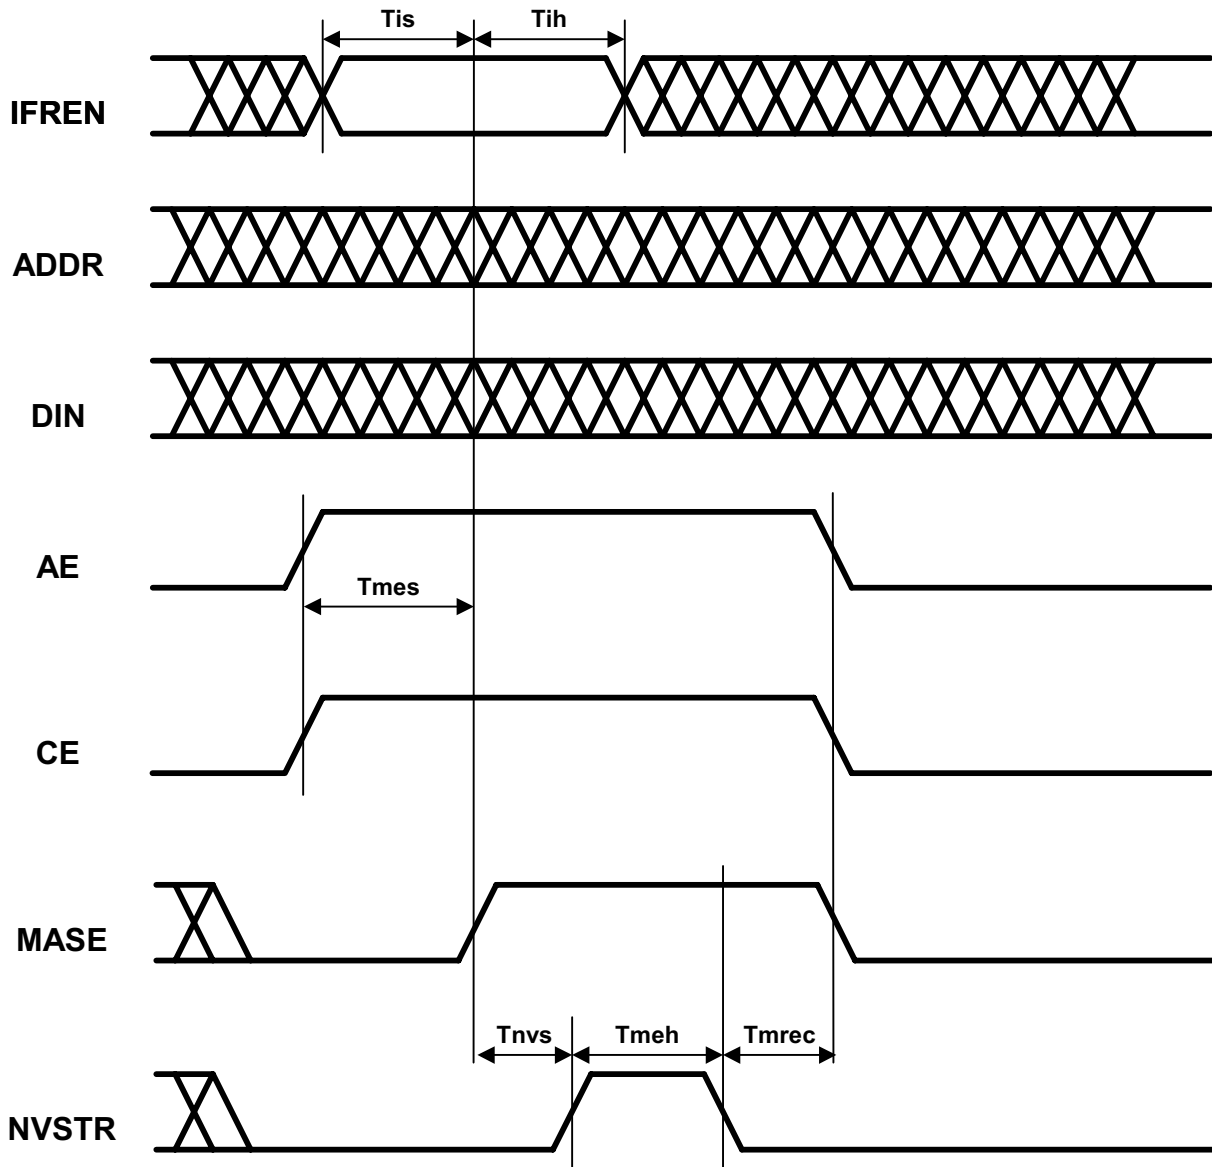 Tis Tih
IFREN
ADDR
DIN
AE
Tmes
CE
MASE
Tnvs Tmeh Tmrec
NVSTR